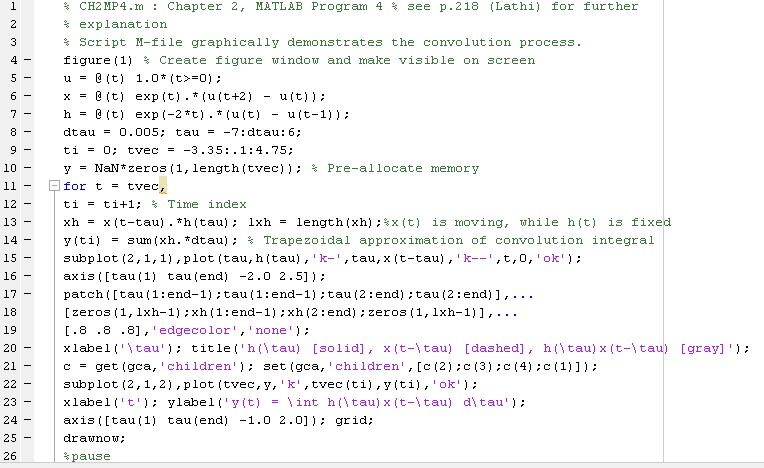 1 % CH2MP4.m : Chapter 2, MATLAB Program 4 % see p.218 (Lathi) for further
2 % explanation
3 % Script M-file graphically demonstrates the convolution process.
4 – figure(1) % Create figure window and make visible on screen
5 – u = @(t) 1.0*(t>=0);
6 – x = @(t) exp(t).*(u(t+2) - u(t));
7 – h = @(t) exp(-2*t).*(u(t) - u(t-1));
8 – dtau = 0.005; tau = -7:dtau:6;
9 – ti = 0; tvec = -3.35:.1:4.75;
10 – y = NaN*zeros(1,length(tvec)); % Pre-allocate memory
11 – for t = tvec,
12 – ti = ti+1; % Time index
13 – xh = x(t-tau).*h(tau); lxh = length(xh);%x(t) is moving, while h(t) is fixed
14 – y(ti) = sum(xh.*dtau); % Trapezoidal approximation of convolution integral
15 – subplot(2,1,1),plot(tau,h(tau),'k-',tau,x(t-tau),'k--',t,0,'ok');
16 – axis([tau(1) tau(end) -2.0 2.5]);
17 – patch([tau(1:end-1);tau(1:end-1);tau(2:end);tau(2:end)],...
18 – [zeros(1,lxh-1);xh(1:end-1);xh(2:end);zeros(1,lxh-1)],...
19 [.8 .8 .8],'edgecolor','none');
20 – xlabel('\tau'); title('h(\tau) [solid], x(t-\tau) [dashed], h(\tau)x(t-\tau) [gray]');
21 – c = get(gca,'children'); set(gca,'children',[c(2);c(3);c(4);c(1)]);
22 – subplot(2,1,2),plot(tvec,y,'k',tvec(ti),y(ti),'ok');
23 – xlabel('t'); ylabel('y(t) = \int h(\tau)x(t-\tau) d\tau');
24 – axis([tau(1) tau(end) -1.0 2.0]); grid;
25 – drawnow;
26 %pause